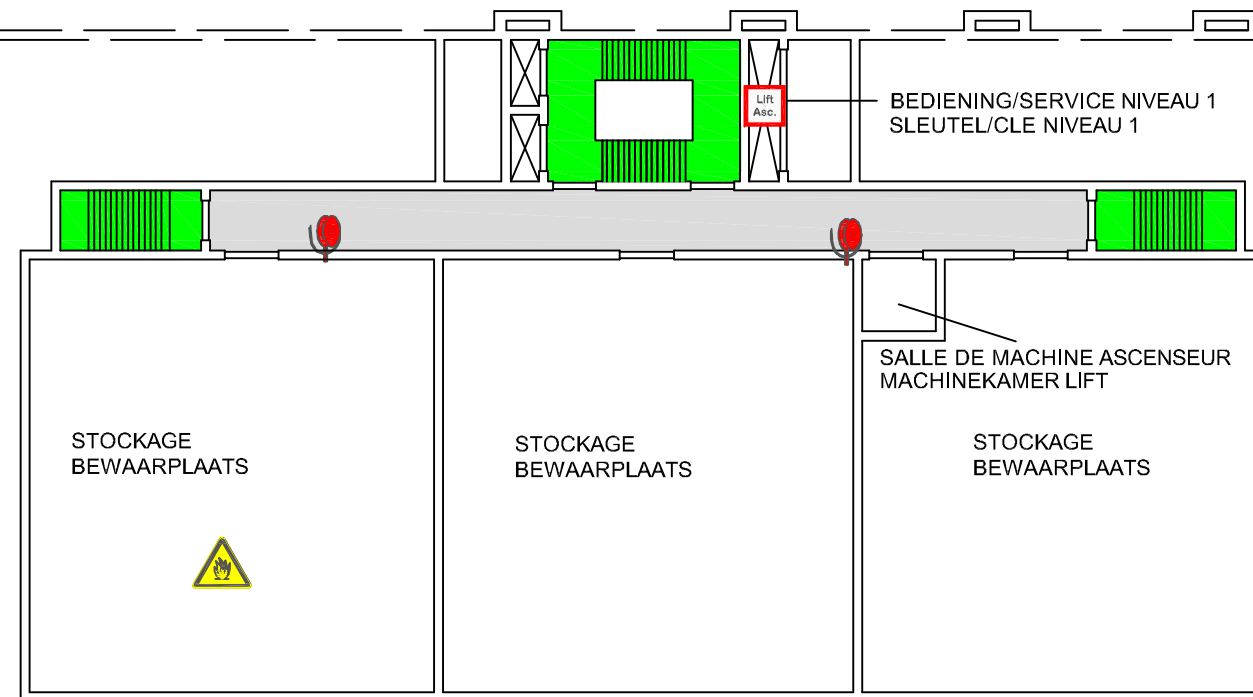 Lift
Asc.
BEDIENING/SERVICE NIVEAU 1
SLEUTEL/CLE NIVEAU 1
SALLE DE MACHINE ASCENSEUR
MACHINEKAMER LIFT
STOCKAGE
BEWAARPLAATS
STOCKAGE
BEWAARPLAATS
STOCKAGE
BEWAARPLAATS